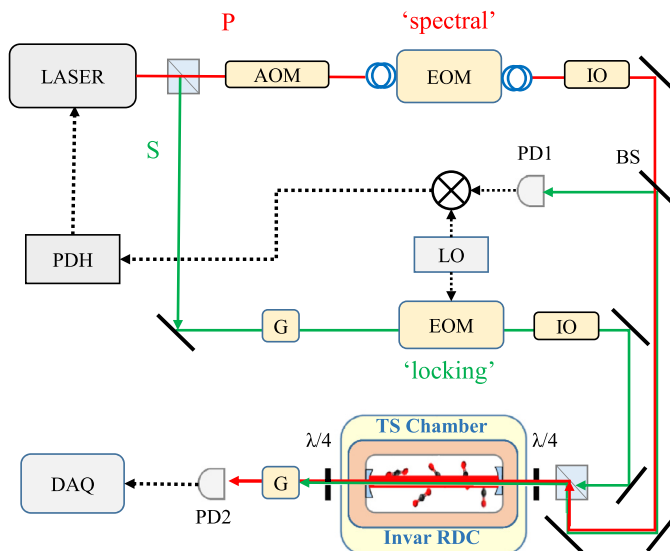 P
'spectral'
LASER
AOM
EOM
IO
S
PD1
BS
PDH
LO
G
EOM
IO
'locking'
TS Chamber
λ/4
λ/4
DAQ
G
PD2
Invar RDC